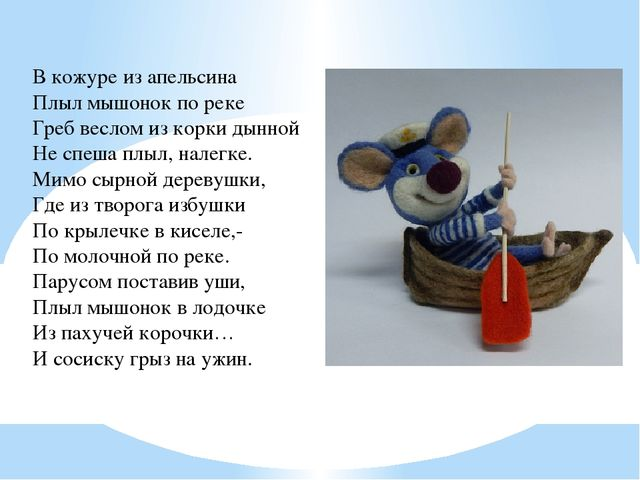 В кожуре из апельсина
Плыл мышонок по реке
Греб веслом из корки дынной
Не спеша плыл, налегке.
Мимо сырной деревушки,
Где из творога избушки
По крылечке в киселе,-
По молочной по реке.
Парусом поставив уши,
Плыл мышонок в лодочке
Из пахучей корочки…
И сосиску грыз на ужин.